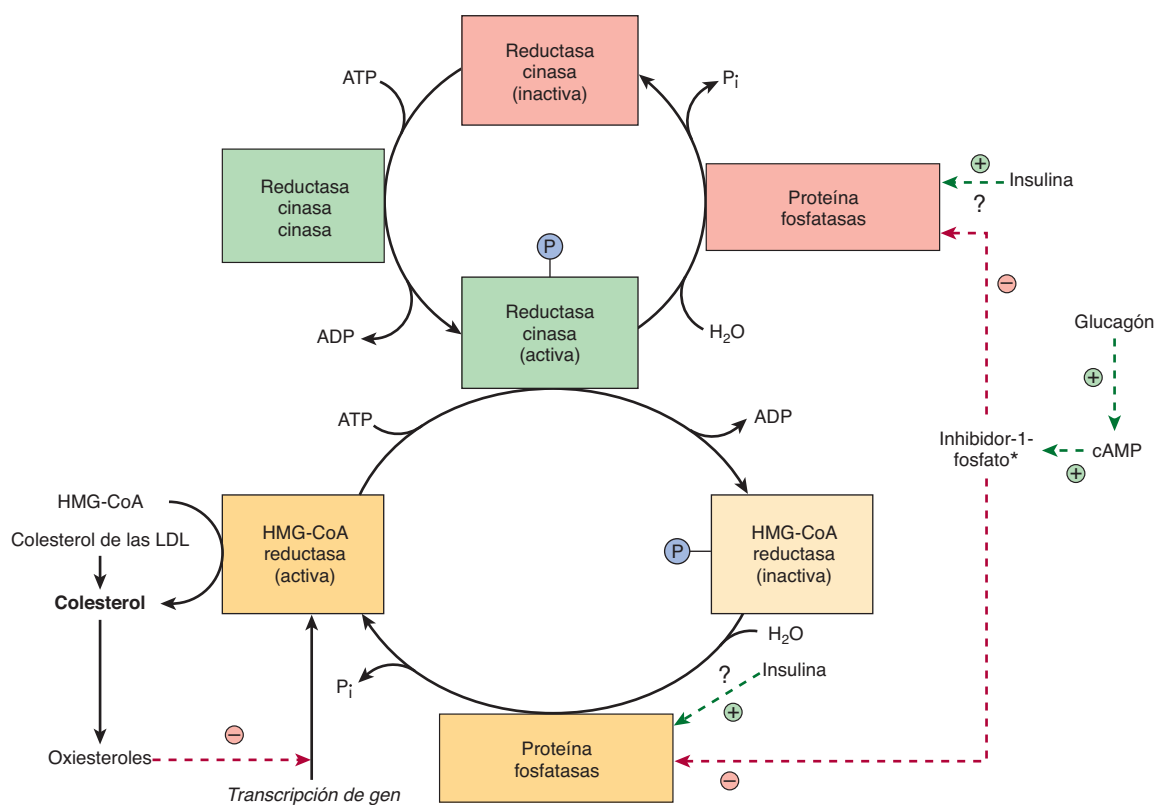 Reductasa
cinasa
(inactiva)
ATP
Pi
Reductasa
cinasa
cinasa
Proteína
fosfatasas
+
Insulina
?
P
−
Reductasa
cinasa
(activa)
ADP
H2O
Glucagón
+
ATP
ADP
Inhibidor-1-
fosfato*
cAMP
+
HMG-CoA
Colesterol de las LDL
Colesterol
HMG-CoA
reductasa
(activa)
P
HMG-CoA
reductasa
(inactiva)
H2O
Pi
?
Insulina
+
−
Oxiesteroles
Proteína
fosfatasas
−
Transcripción de gen